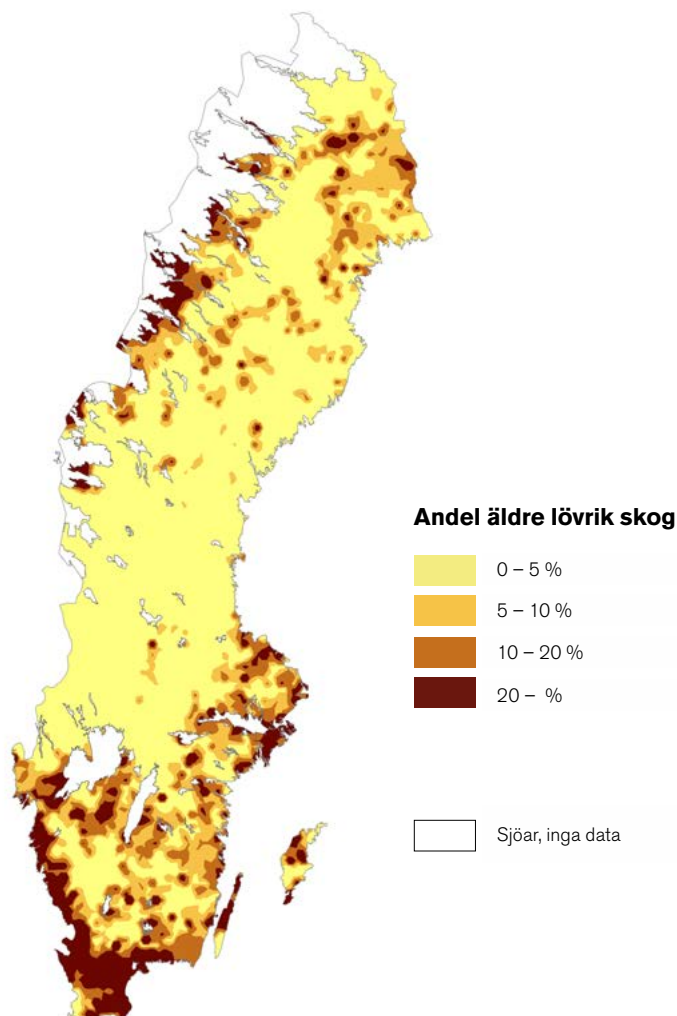 Andel äldre lövrik skog
0 – 5 %
5 – 10 %
10 – 20 %
20 – %
Sjöar, inga data